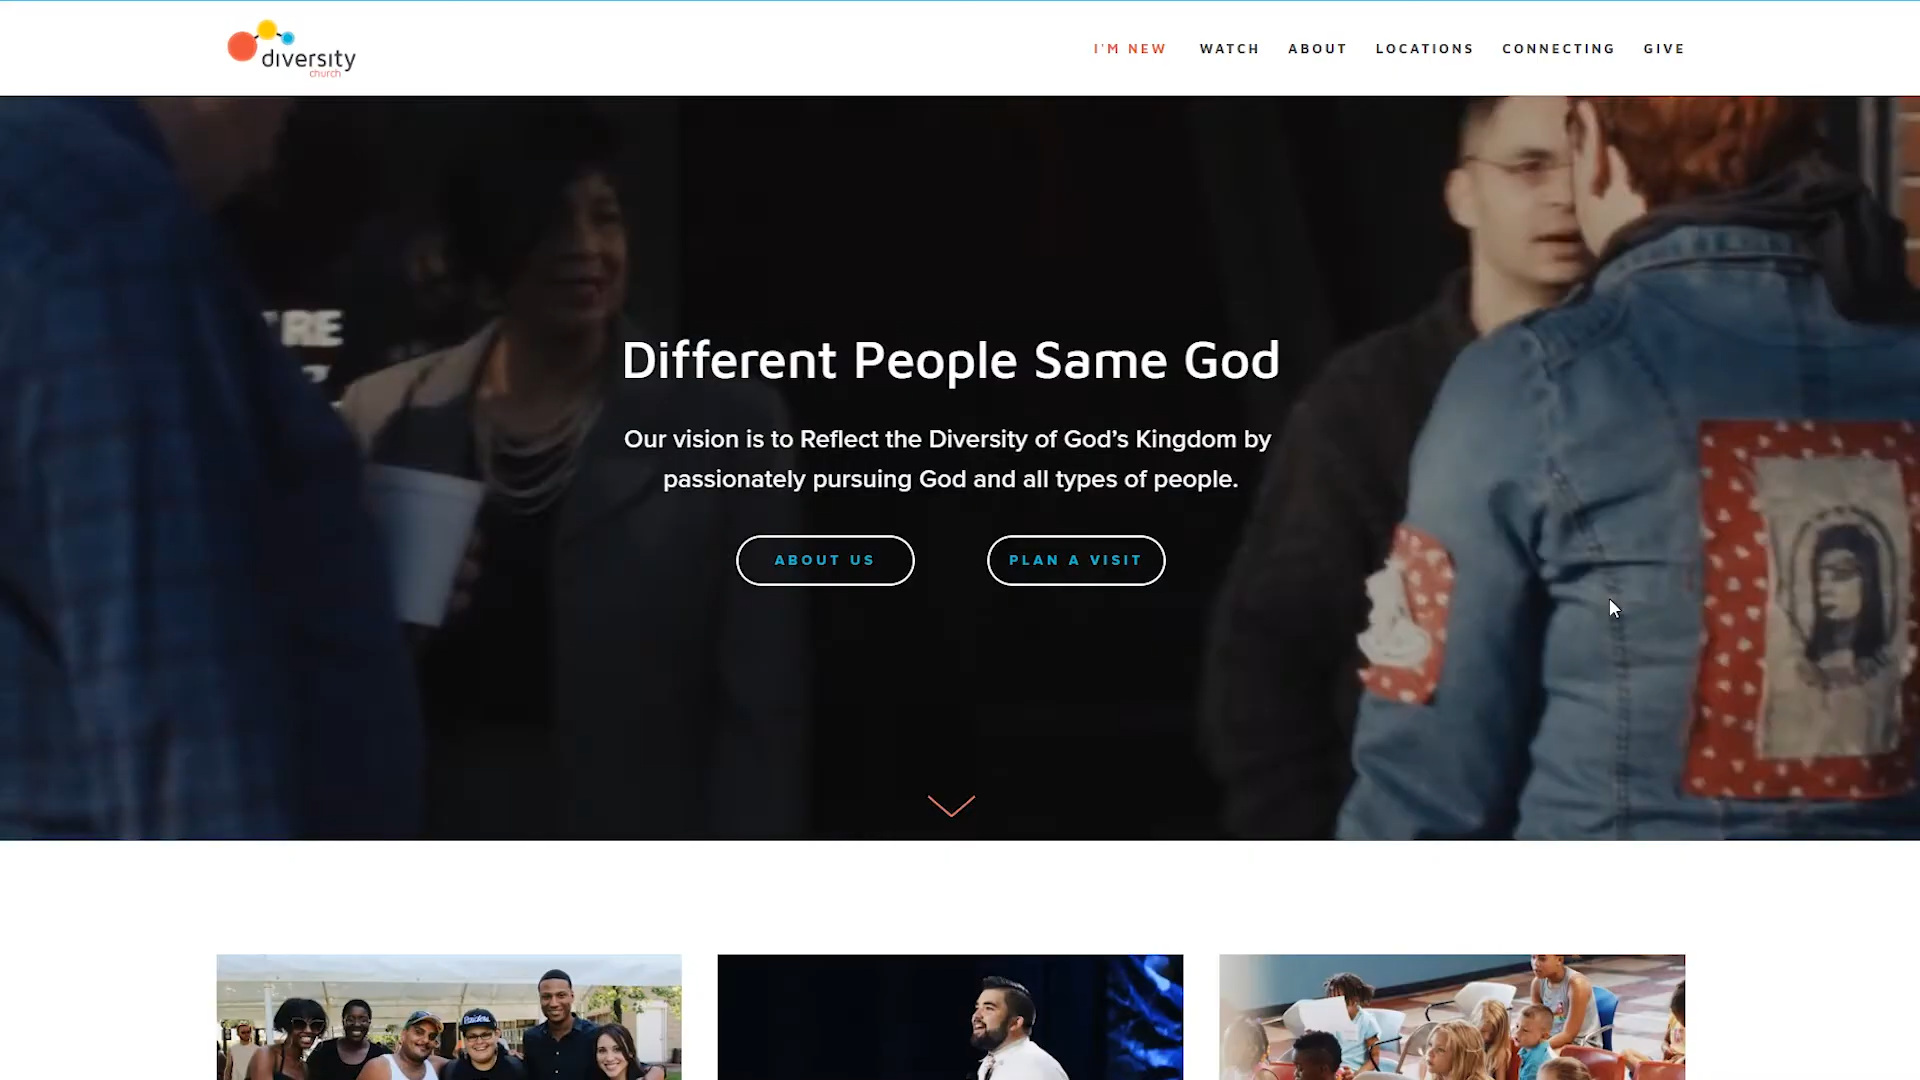 diversity
church
I'M NEW
WATCH
ABOUT
LOCATIONS
CONNECTING
GIVE
'RE
Different People Same God
Our vision is to Reflect the Diversity of God's Kingdom by
passionately pursuing God and all types of people.
ABOUT US
PLAN A VISIT